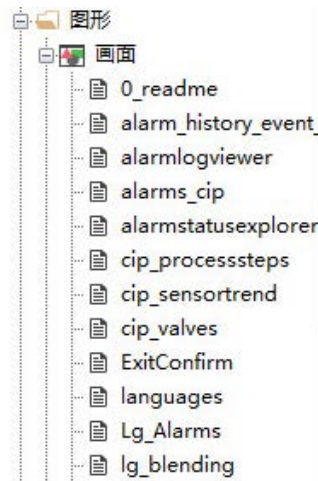 图形
画面
0_readme
alarm_history_event_
alarmlogviewer
alarms_cip
alarmstatusexplorer
cip_processsteps
cip_sensortrend
cip_valves
ExitConfirm
languages
Lg_Alarms
lg_blending